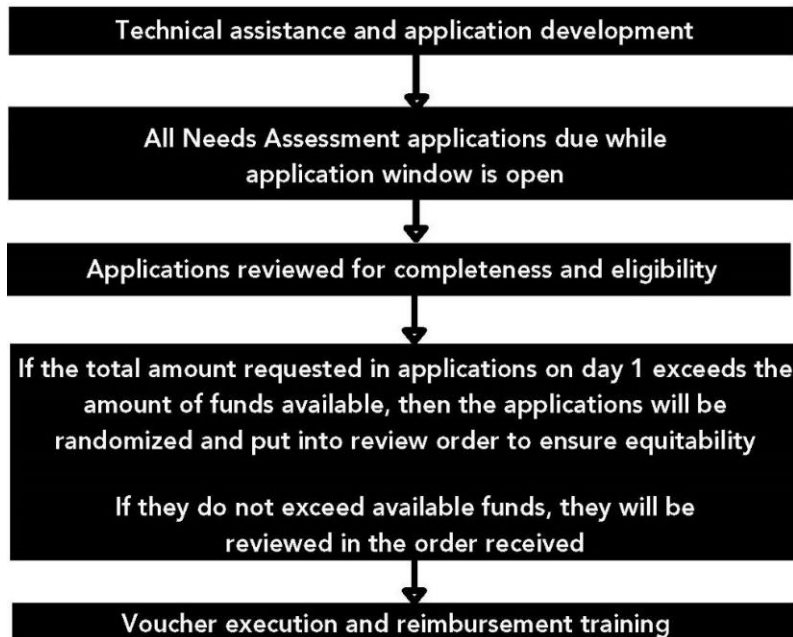 Technical assistance and application development
All Needs Assessment applications due while
application window is open
Applications reviewed for completeness and eligibility
If the total amount requested in applications on day 1 exceeds the
amount of funds available, then the applications will be
randomized and put into review order to ensure equitability
If they do not exceed available funds, they will be
reviewed in the order received
Voucher execution and reimbursement training